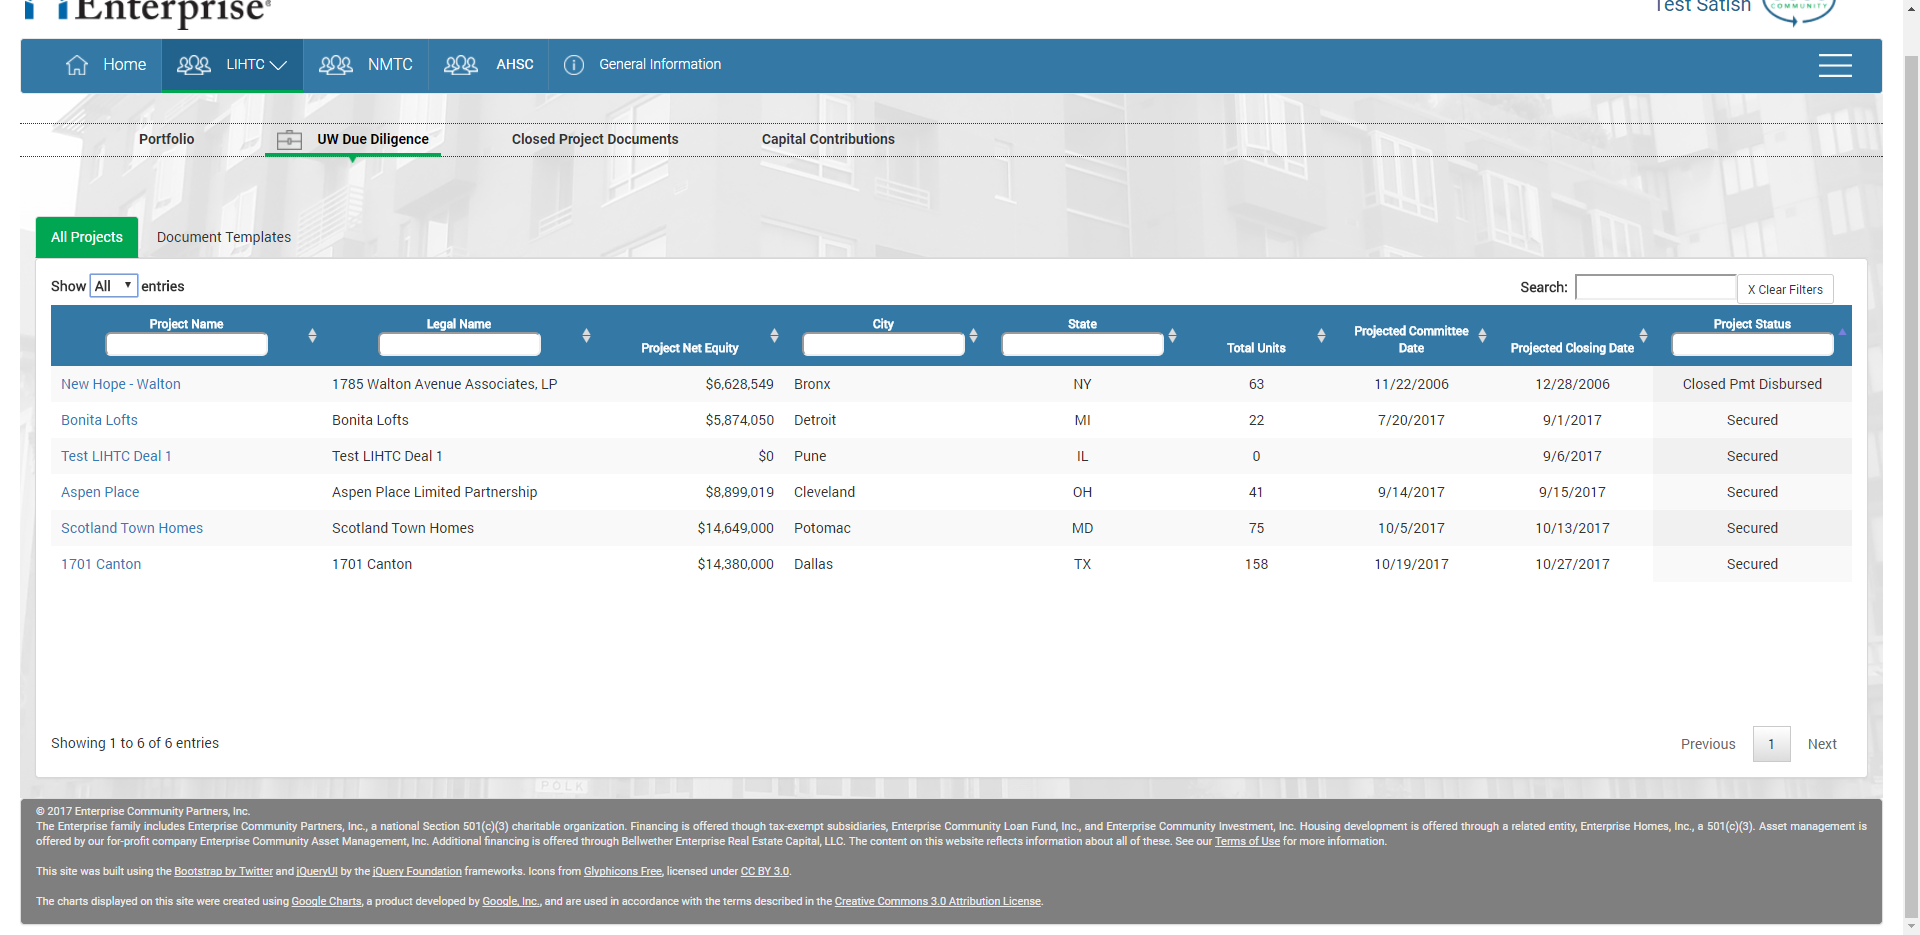 Enterprise®
Test Satish
COMMUNITY
Home
LIHTC
NMTC
AHSC
General Information
Portfolio
UW Due Diligence
Closed Project Documents
Capital Contributions
All Projects
Document Templates
Show All entries
Search:
X Clear Filters
Project Name
Legal Name
Project Net Equity
City
State
Total Units
Projected Committee
Date
Projected Closing Date
Project Status
New Hope - Walton 1785 Walton Avenue Associates, LP $6,628,549 Bronx NY 63 11/22/2006 12/28/2006 Closed Pmt Disbursed
Bonita Lofts Bonita Lofts $5,874,050 Detroit MI 22 7/20/2017 9/1/2017 Secured
Test LIHTC Deal 1 Test LIHTC Deal 1 $0 Pune IL 0 9/6/2017 Secured
Aspen Place Aspen Place Limited Partnership $8,899,019 Cleveland OH 41 9/14/2017 9/15/2017 Secured
Scotland Town Homes Scotland Town Homes $14,649,000 Potomac MD 75 10/5/2017 10/13/2017 Secured
1701 Canton 1701 Canton $14,380,000 Dallas TX 158 10/19/2017 10/27/2017 Secured
Showing 1 to 6 of 6 entries
Previous 1 Next
POLK
© 2017 Enterprise Community Partners, Inc.
The Enterprise family includes Enterprise Community Partners, Inc., a national Section 501(c)(3) charitable organization. Financing is offered though tax-exempt subsidiaries, Enterprise Community Loan Fund, Inc., and Enterprise Community Investment, Inc. Housing development is offered through a related entity, Enterprise Homes, Inc., a 501(c)(3). Asset management is
offered by our for-profit company Enterprise Community Asset Management, Inc. Additional financing is offered through Bellwether Enterprise Real Estate Capital, LLC. The content on this website reflects information about all of these. See our Terms of Use for more information.
This site was built using the Bootstrap by Twitter and jQueryUI by the jQuery Foundation frameworks. Icons from Glyphicons Free, licensed under CC BY 3.0.
The charts displayed on this site were created using Google Charts, a product developed by Google, Inc., and are used in accordance with the terms described in the Creative Commons 3.0 Attribution License.